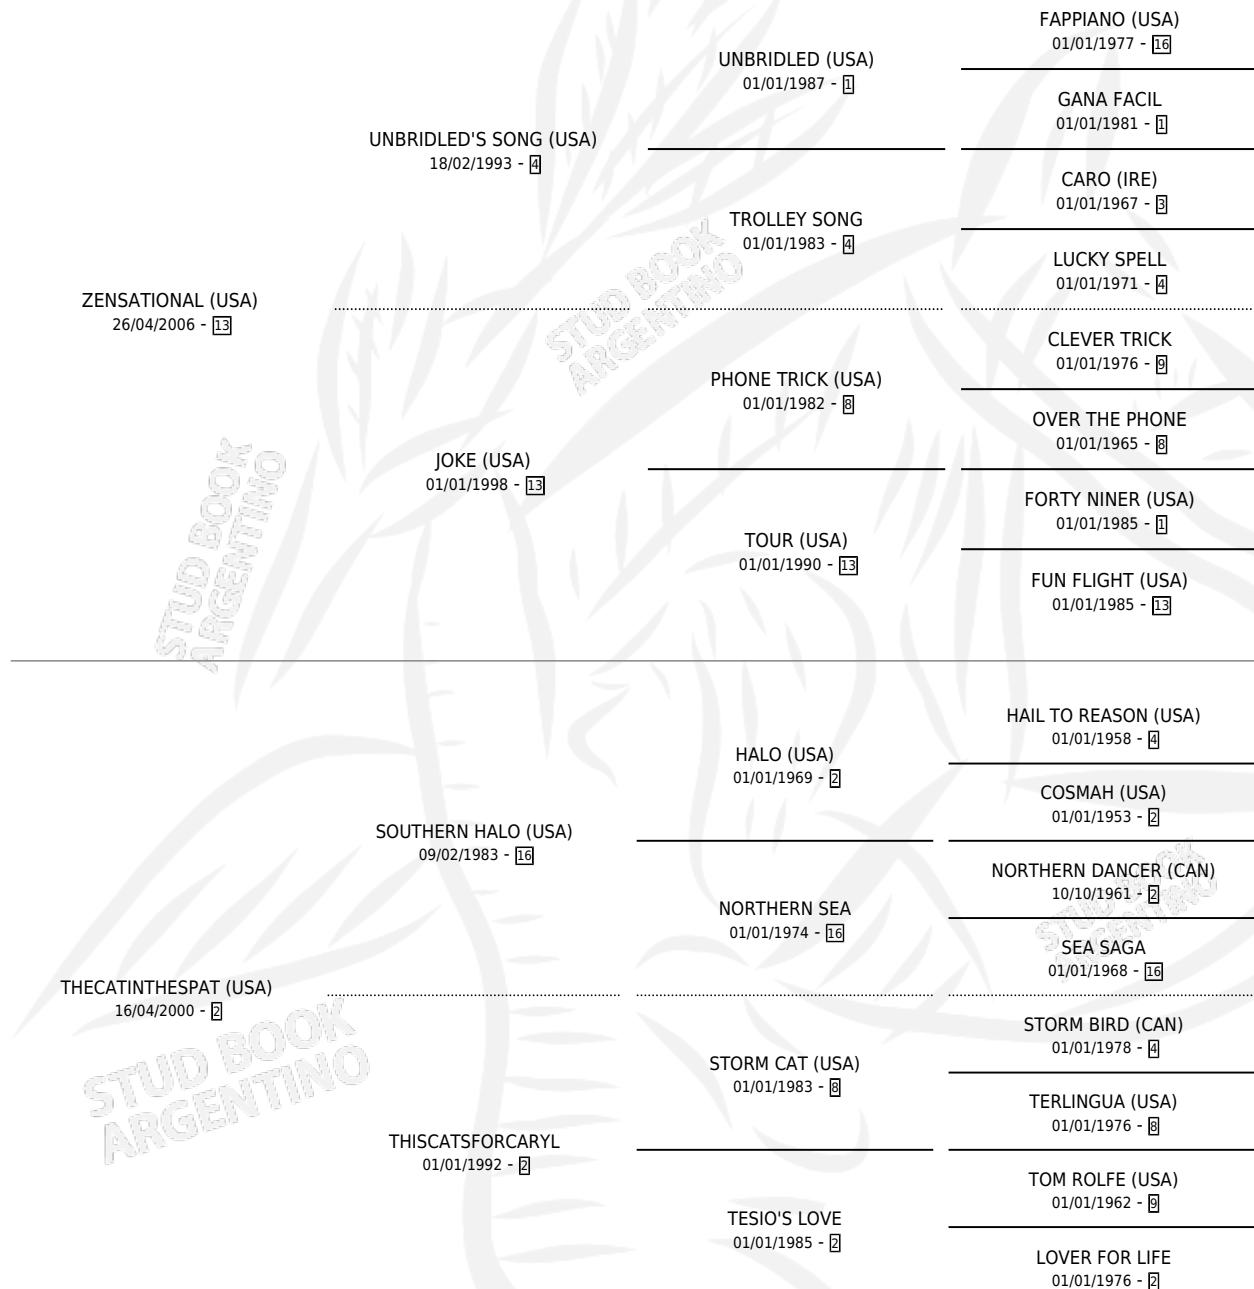 ZENSATIONAL (USA)
26/04/2006 - 13
UNBRIDLED'S SONG (USA)
18/02/1993 - 4
UNBRIDLED (USA)
01/01/1987 - 1
FAPPIANO (USA)
01/01/1977 - 16
GANA FACIL
01/01/1981 - 1
TROLLEY SONG
01/01/1983 - 4
CARO (IRE)
01/01/1967 - 3
LUCKY SPELL
01/01/1971 - 4
JOKE (USA)
01/01/1998 - 13
PHONE TRICK (USA)
01/01/1982 - 8
CLEVER TRICK
01/01/1976 - 9
OVER THE PHONE
01/01/1965 - 8
TOUR (USA)
01/01/1990 - 13
FORTY NINER (USA)
01/01/1985 - 1
FUN FLIGHT (USA)
01/01/1985 - 13
THECATINTHESPAT (USA)
16/04/2000 - 2
SOUTHERN HALO (USA)
09/02/1983 - 16
HALO (USA)
01/01/1969 - 2
HAIL TO REASON (USA)
01/01/1958 - 4
COSMAH (USA)
01/01/1953 - 2
NORTHERN SEA
01/01/1974 - 16
NORTHERN DANCER (CAN)
10/10/1961 - 2
SEA SAGA
01/01/1968 - 16
THISCATSFORCARYL
01/01/1992 - 2
STORM CAT (USA)
01/01/1983 - 8
STORM BIRD (CAN)
01/01/1978 - 4
TERLINGUA (USA)
01/01/1976 - 8
TESIO'S LOVE
01/01/1985 - 2
TOM ROLFE (USA)
01/01/1962 - 9
LOVER FOR LIFE
01/01/1976 - 2
STUD BOOK
ARGENTINO
STUD BOOK
ARGENTINO
STUD BOOK
ARGENTINO
STUD BOOK
ARGENTINO